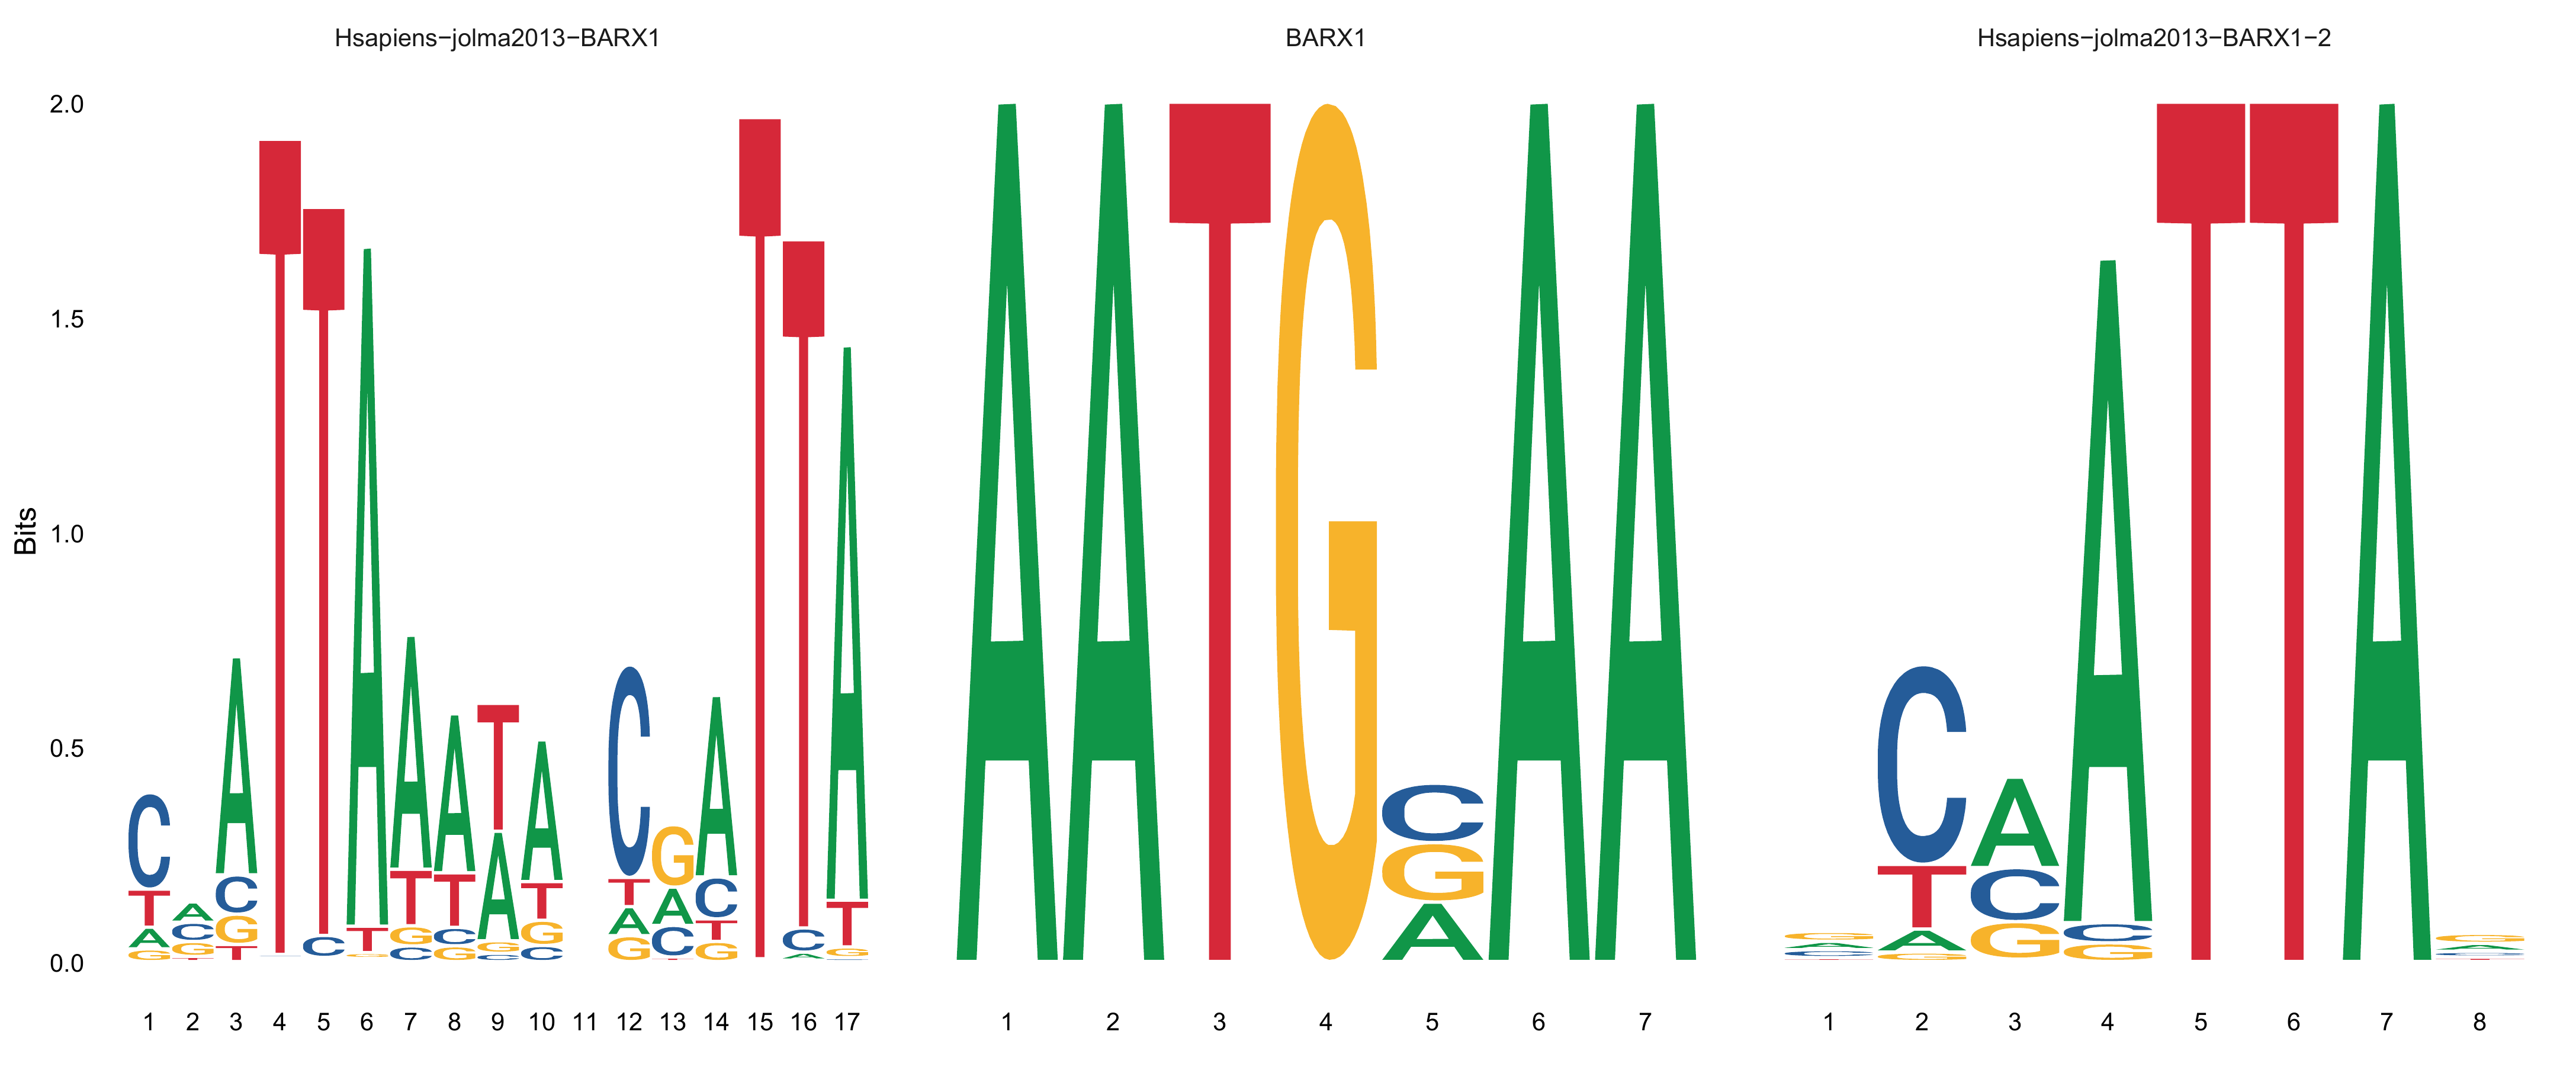 Hsapiens−jolma2013−BARX1
BARX1
Hsapiens−jolma2013−BARX1−2
Bits
2.0
1.5
1.0
0.5
0.0
C T A G
A C G T
A C G T
T
T C
A T G
A T G C
A T C G
T A G C
A T G C
C T A G
G A C
A C T G
T
T C A
A T G
A
A
T
G
C G A
A
A
G A C
C T A G
A C G
A C G
T
T
A
G A C T
1 2 3 4 5 6 7 8 9 10 11 12 13 14 15 16 17
1 2 3 4 5 6 7
1 2 3 4 5 6 7 8